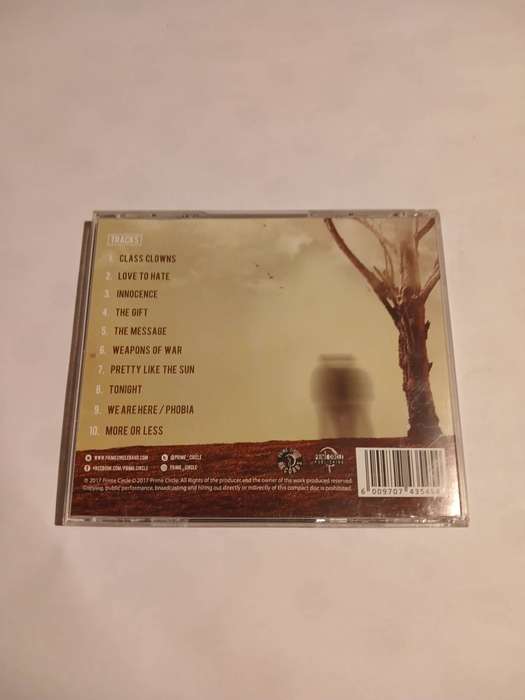 TRACKS
1. CLASS CLOWNS
2. LOVE TO HATE
3. INNOCENCE
4. THE GIFT
5. THE MESSAGE
6. WEAPONS OF WAR
7. PRETTY LIKE THE SUN
8. TONIGHT
9. WE ARE HERE / PHOBIA
10. MORE OR LESS
WWW.PRIMECIRCLEBAND.COM @PRIME_CIRCLE
FACEBOOK.COM/PRIMECIRCLE PRIME_CIRCLE
© 2017 Prime Circle ℗ 2017 Prime Circle. All Rights of the producer, and the owner of the work produced reserved.
Copying, public performance, broadcasting and hiring out directly or indirectly of this compact disc is prohibited.
6 009707